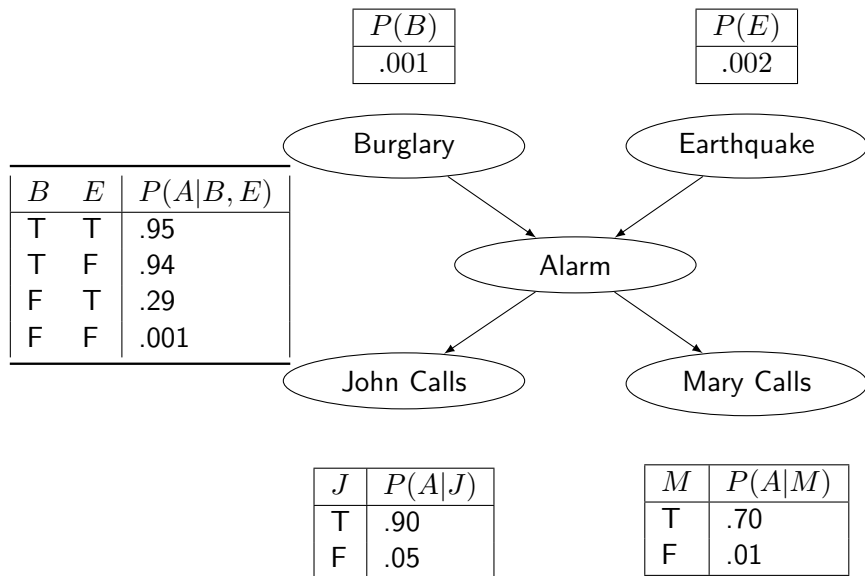 P(B)
.001
P(E)
.002
Burglary
Earthquake
B E P(A|B, E)
T T .95
T F .94
F T .29
F F .001
Alarm
John Calls
Mary Calls
J P(A|J)
T .90
F .05
M P(A|M)
T .70
F .01